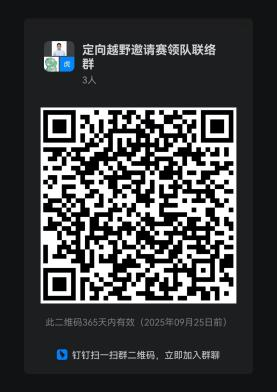 定向越野邀请赛领队联络
群
3人
虎
此二维码365天内有效（2025年09月25日前）
钉钉扫一扫群二维码，立即加入群聊